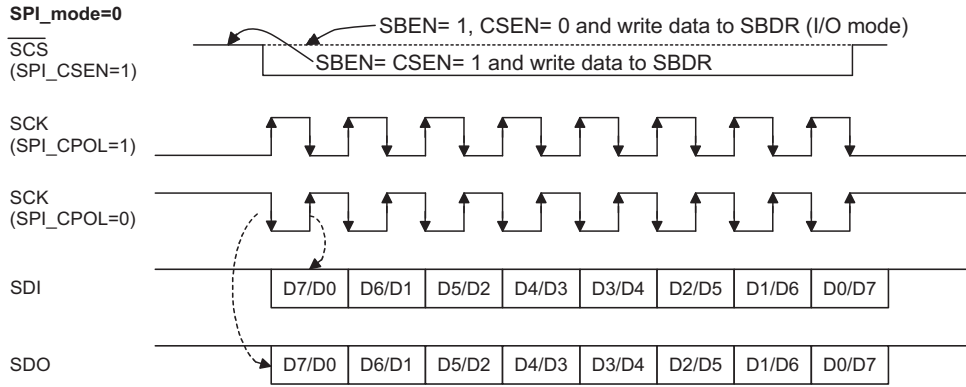 SPI_mode=0
SBEN= 1, CSEN= 0 and write data to SBDR (I/O mode)
SCS
(SPI_CSEN=1)
SBEN= CSEN= 1 and write data to SBDR
SCK
(SPI_CPOL=1)
SCK
(SPI_CPOL=0)
SDI
D7/D0 D6/D1 D5/D2 D4/D3 D3/D4 D2/D5 D1/D6 D0/D7
SDO
D7/D0 D6/D1 D5/D2 D4/D3 D3/D4 D2/D5 D1/D6 D0/D7